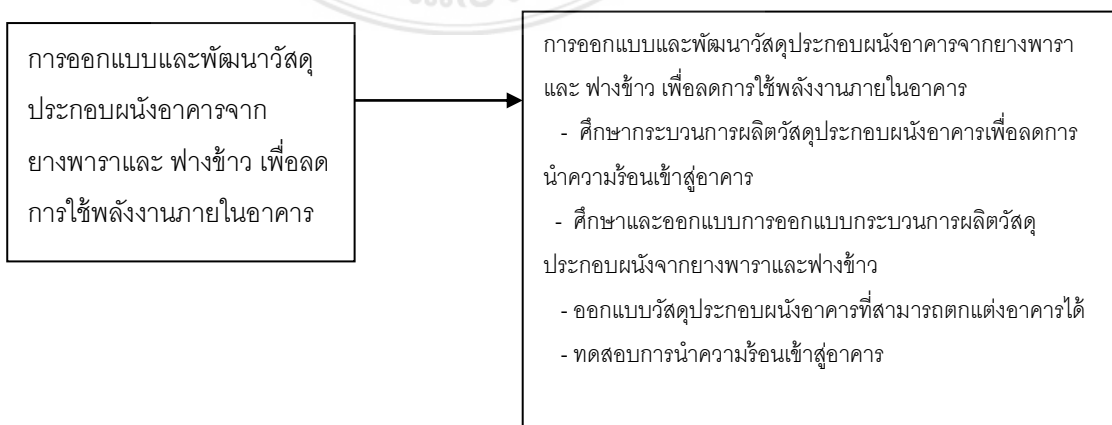 การออกแบบและพัฒนาวัสดุ
ประกอบผนังอาคารจาก
ยางพาราและ ฟางข้าว เพื่อลด
การใช้พลังงานภายในอาคาร
การออกแบบและพัฒนาวัสดุประกอบผนังอาคารจากยางพารา
และ ฟางข้าว เพื่อลดการใช้พลังงานภายในอาคาร
- ศึกษากระบวนการผลิตวัสดุประกอบผนังอาคารเพื่อลดการ
นำความร้อนเข้าสู่อาคาร
- ศึกษาและออกแบบการออกแบบกระบวนการผลิตวัสดุ
ประกอบผนังจากยางพาราและฟางข้าว
- ออกแบบวัสดุประกอบผนังอาคารที่สามารถตกแต่งอาคารได้
- ทดสอบการนำความร้อนเข้าสู่อาคาร